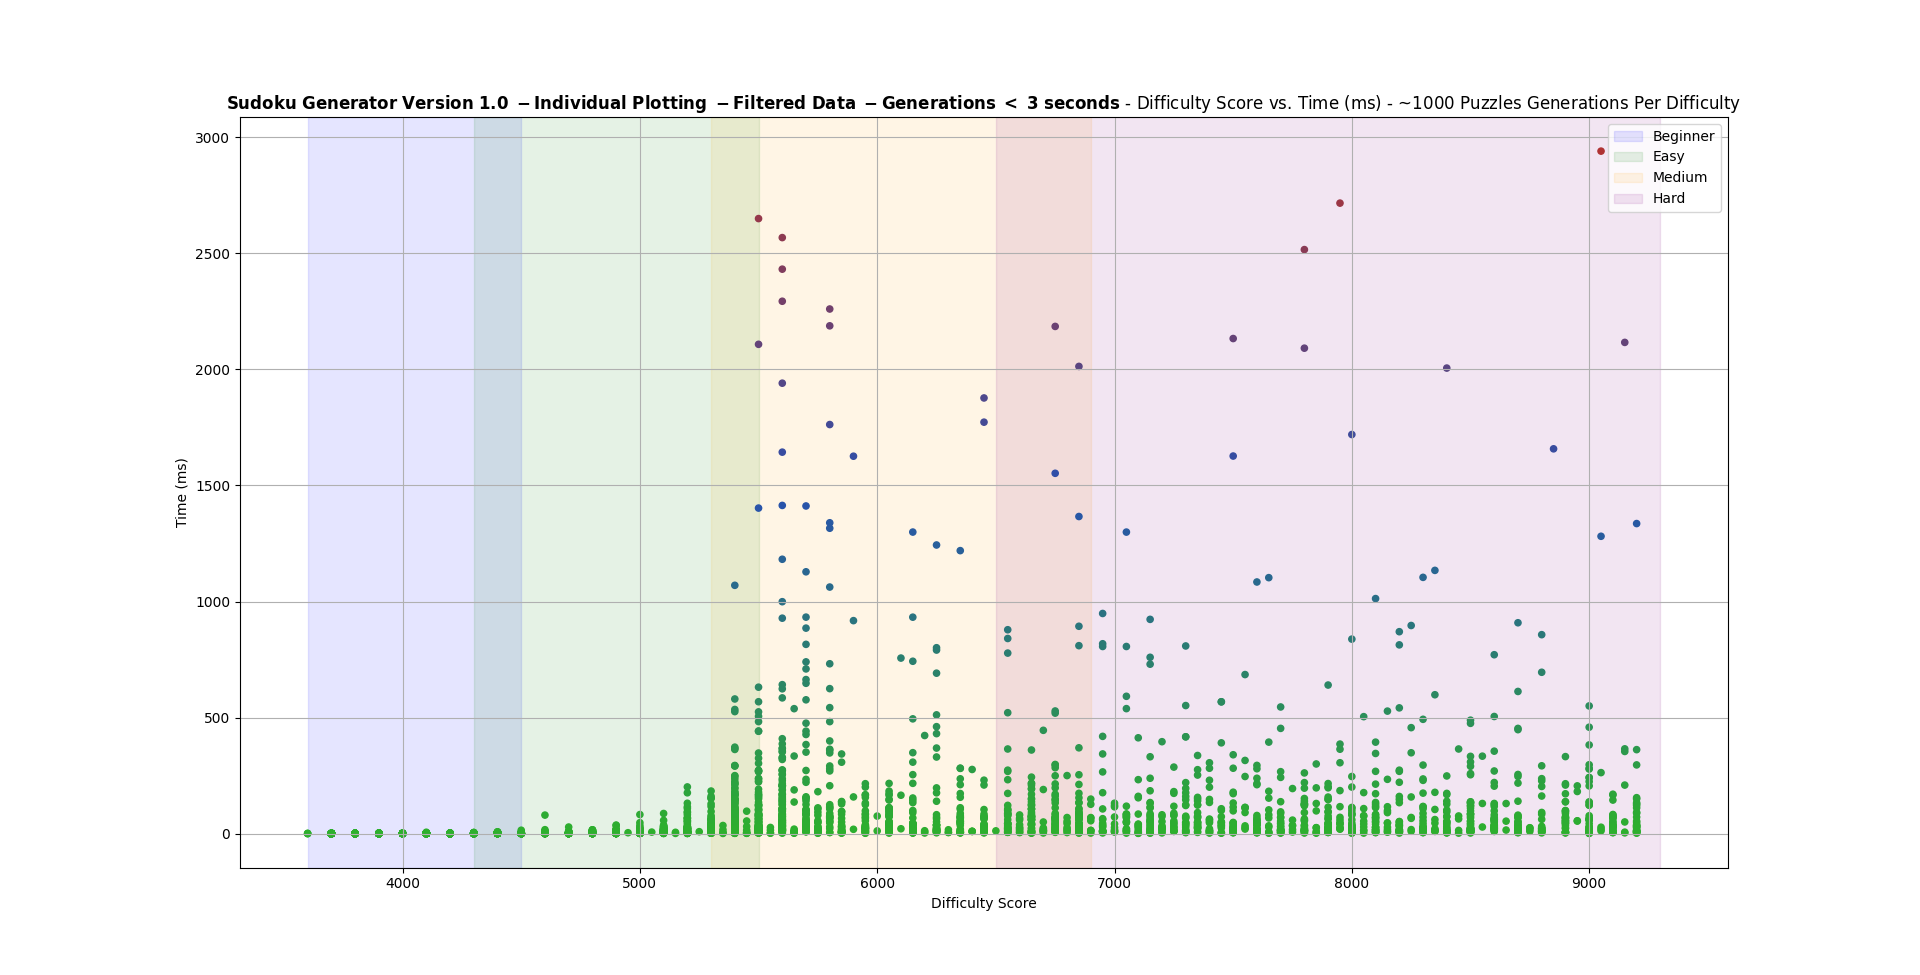 Sudoku Generator Version 1.0 −Individual Plotting −Filtered Data −Generations < 3 seconds - Difficulty Score vs. Time (ms) - ~1000 Puzzles Generations Per Difficulty
Beginner
Easy
Medium
Hard
3000
2500
2000
1500
1000
500
0
Time (ms)
4000 5000 6000 7000 8000 9000
Difficulty Score